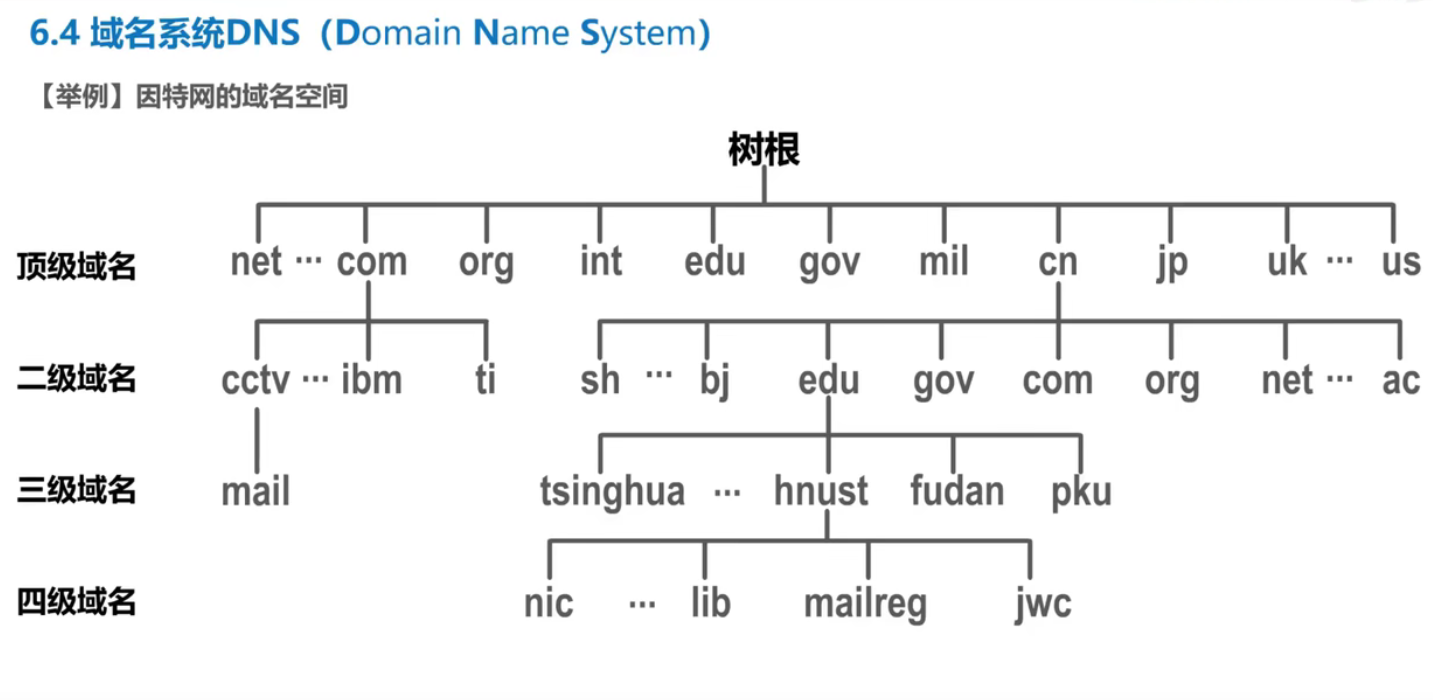 6.4 域名系统DNS（Domain Name System）
【举例】因特网的域名空间
树根
顶级域名 net ··· com org int edu gov mil cn jp uk ··· us
二级域名 cctv ··· ibm ti sh ··· bj edu gov com org net ··· ac
三级域名 mail tsinghua ··· hnust fudan pku
四级域名 nic ··· lib mailreg jwc